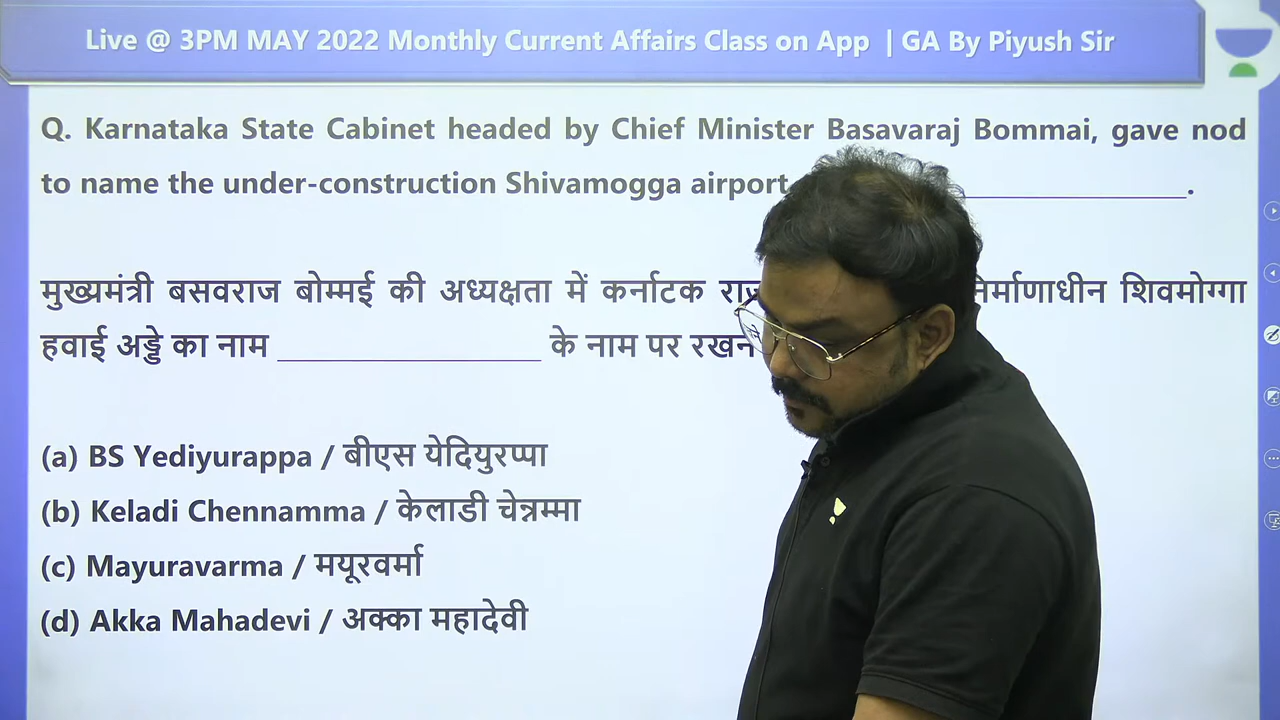 Live @ 3PM MAY 2022 Monthly Current Affairs Class on App | GA By Piyush Sir
Q. Karnataka State Cabinet headed by Chief Minister Basavaraj Bommai, gave nod
to name the under-construction Shivamogga airport ____________________.
मुख्यमंत्री बसवराज बोम्मई की अध्यक्षता में कर्नाटक शिवमोग्गा
हवाई अड्डे का नाम ____________________ के नाम पर
(a) BS Yediyurappa / बीएस येदियुरप्पा
(b) Keladi Chennamma / केलाडी चेन्नम्मा
(c) Mayuravarma / मयूरवर्मा
(d) Akka Mahadevi / अक्का महादेवी